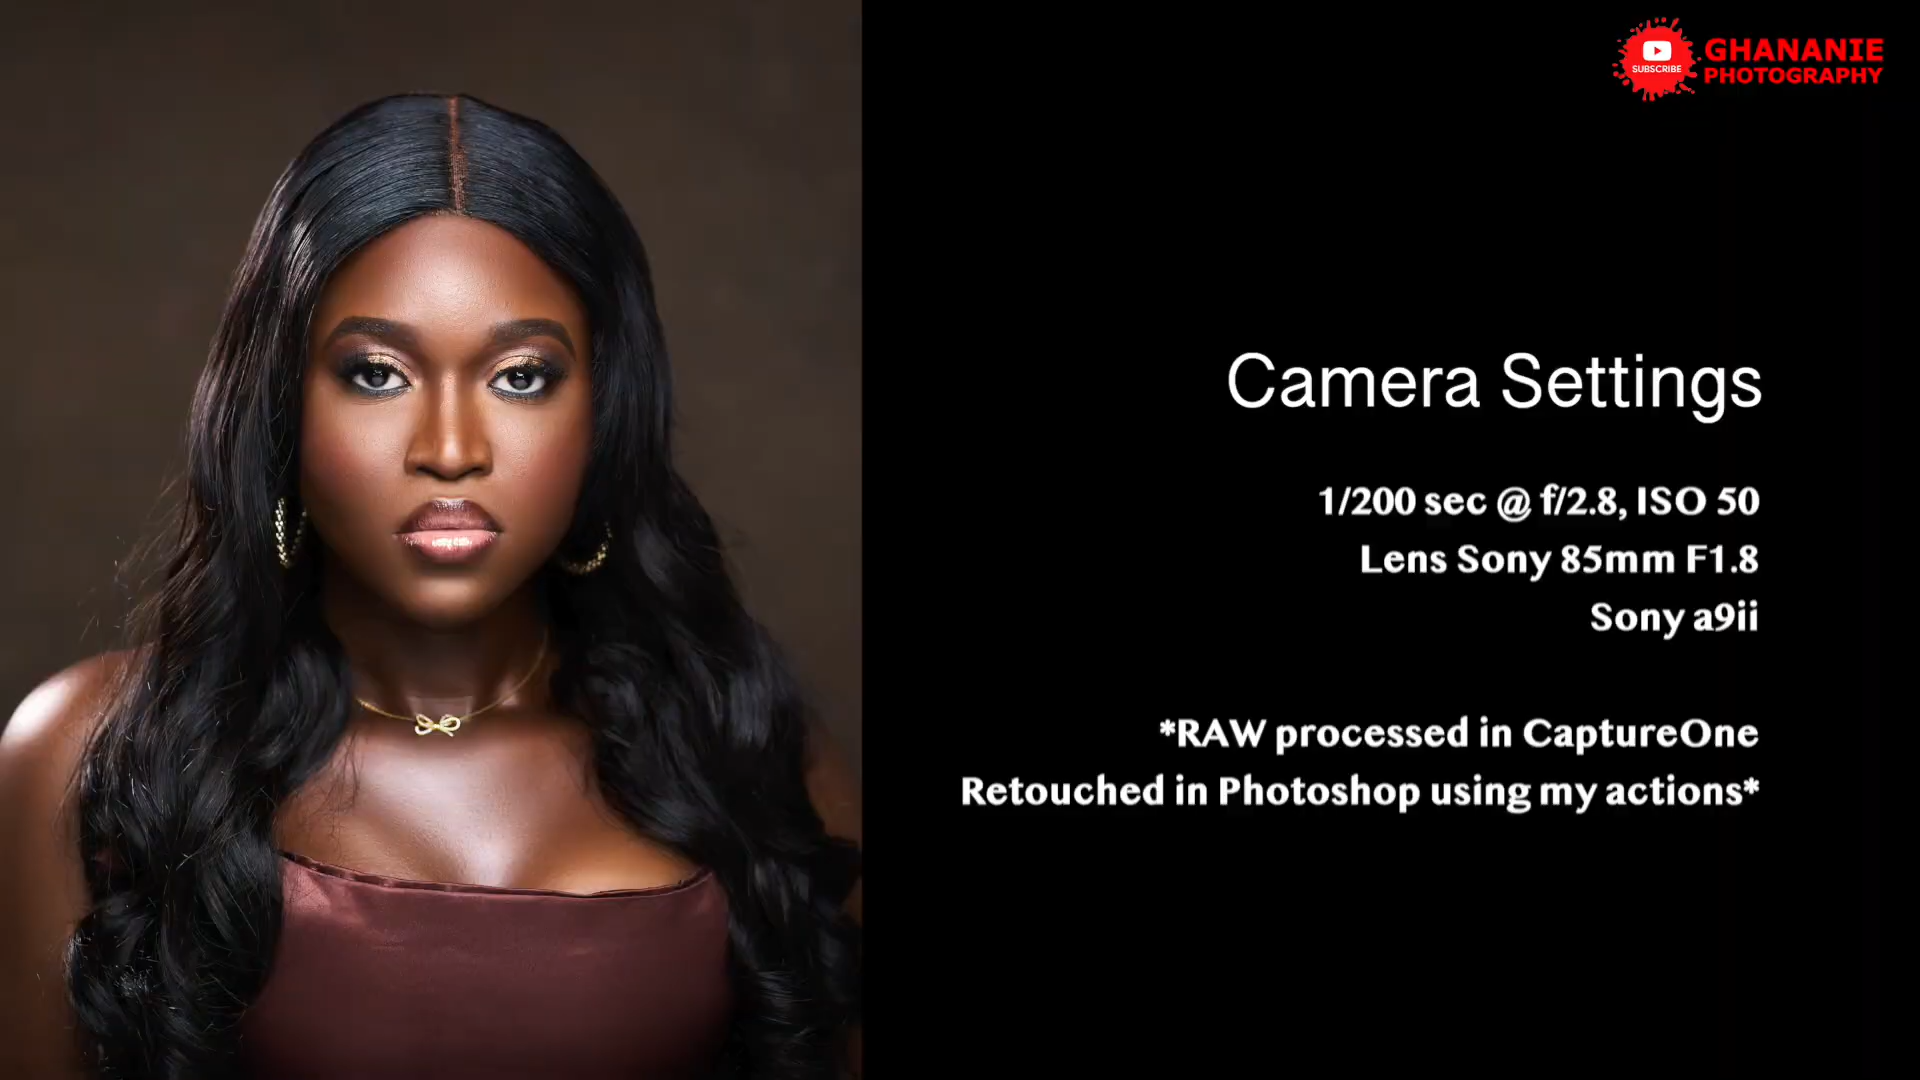 SUBSCRIBE
GHANANIE
PHOTOGRAPHY
Camera Settings
1/200 sec @ f/2.8, ISO 50
Lens Sony 85mm F1.8
Sony a9ii
*RAW processed in CaptureOne
Retouched in Photoshop using my actions*